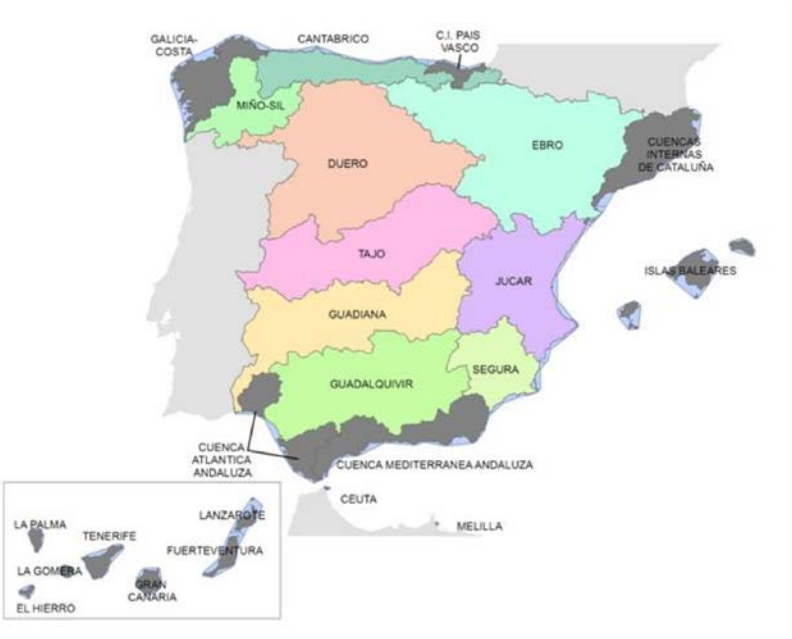 GALICIA-
COSTA
CANTABRICO
C.I. PAIS
VASCO
MIÑO-SIL
EBRO
CUENCAS
INTERNAS
DE CATALUÑA
DUERO
TAJO
ISLAS BALEARES
JUCAR
GUADIANA
SEGURA
GUADALQUIVIR
CUENCA
ATLANTICA
ANDALUZA
CUENCA MEDITERRANEA ANDALUZA
CEUTA
MELILLA
LANZAROTE
LA PALMA
TENERIFE
FUERTEVENTURA
LA GOMERA
GRAN
CANARIA
EL HIERRO